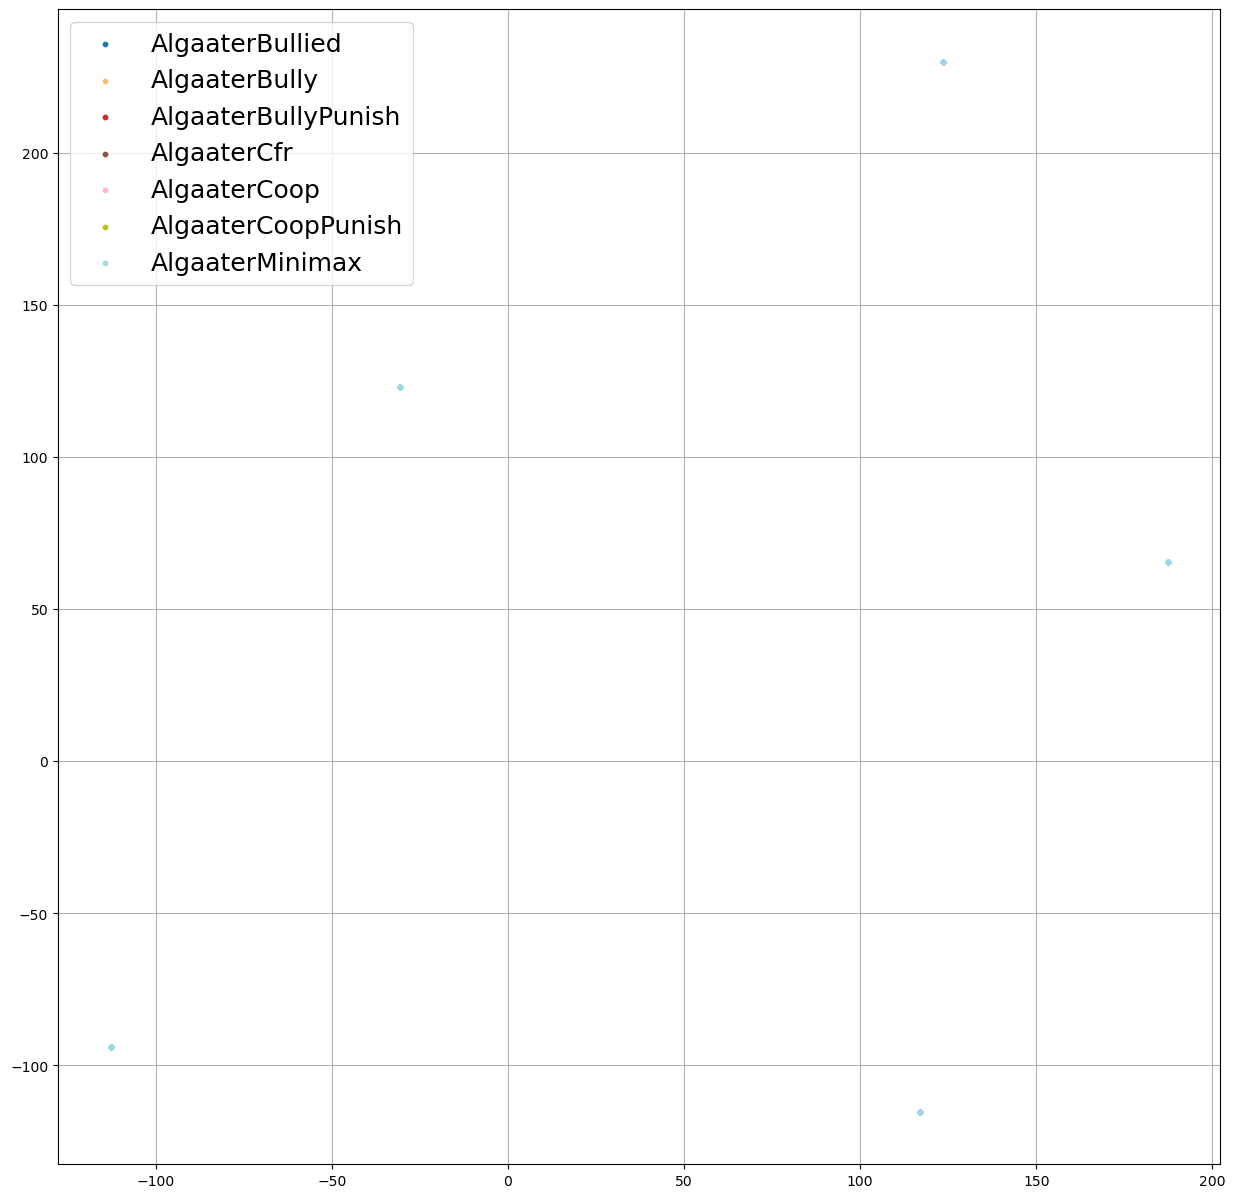 AlgaaterBullied
AlgaaterBully
AlgaaterBullyPunish
AlgaaterCfr
AlgaaterCoop
AlgaaterCoopPunish
AlgaaterMinimax
200
150
100
50
0
−50
−100
−100 −50 0 50 100 150 200